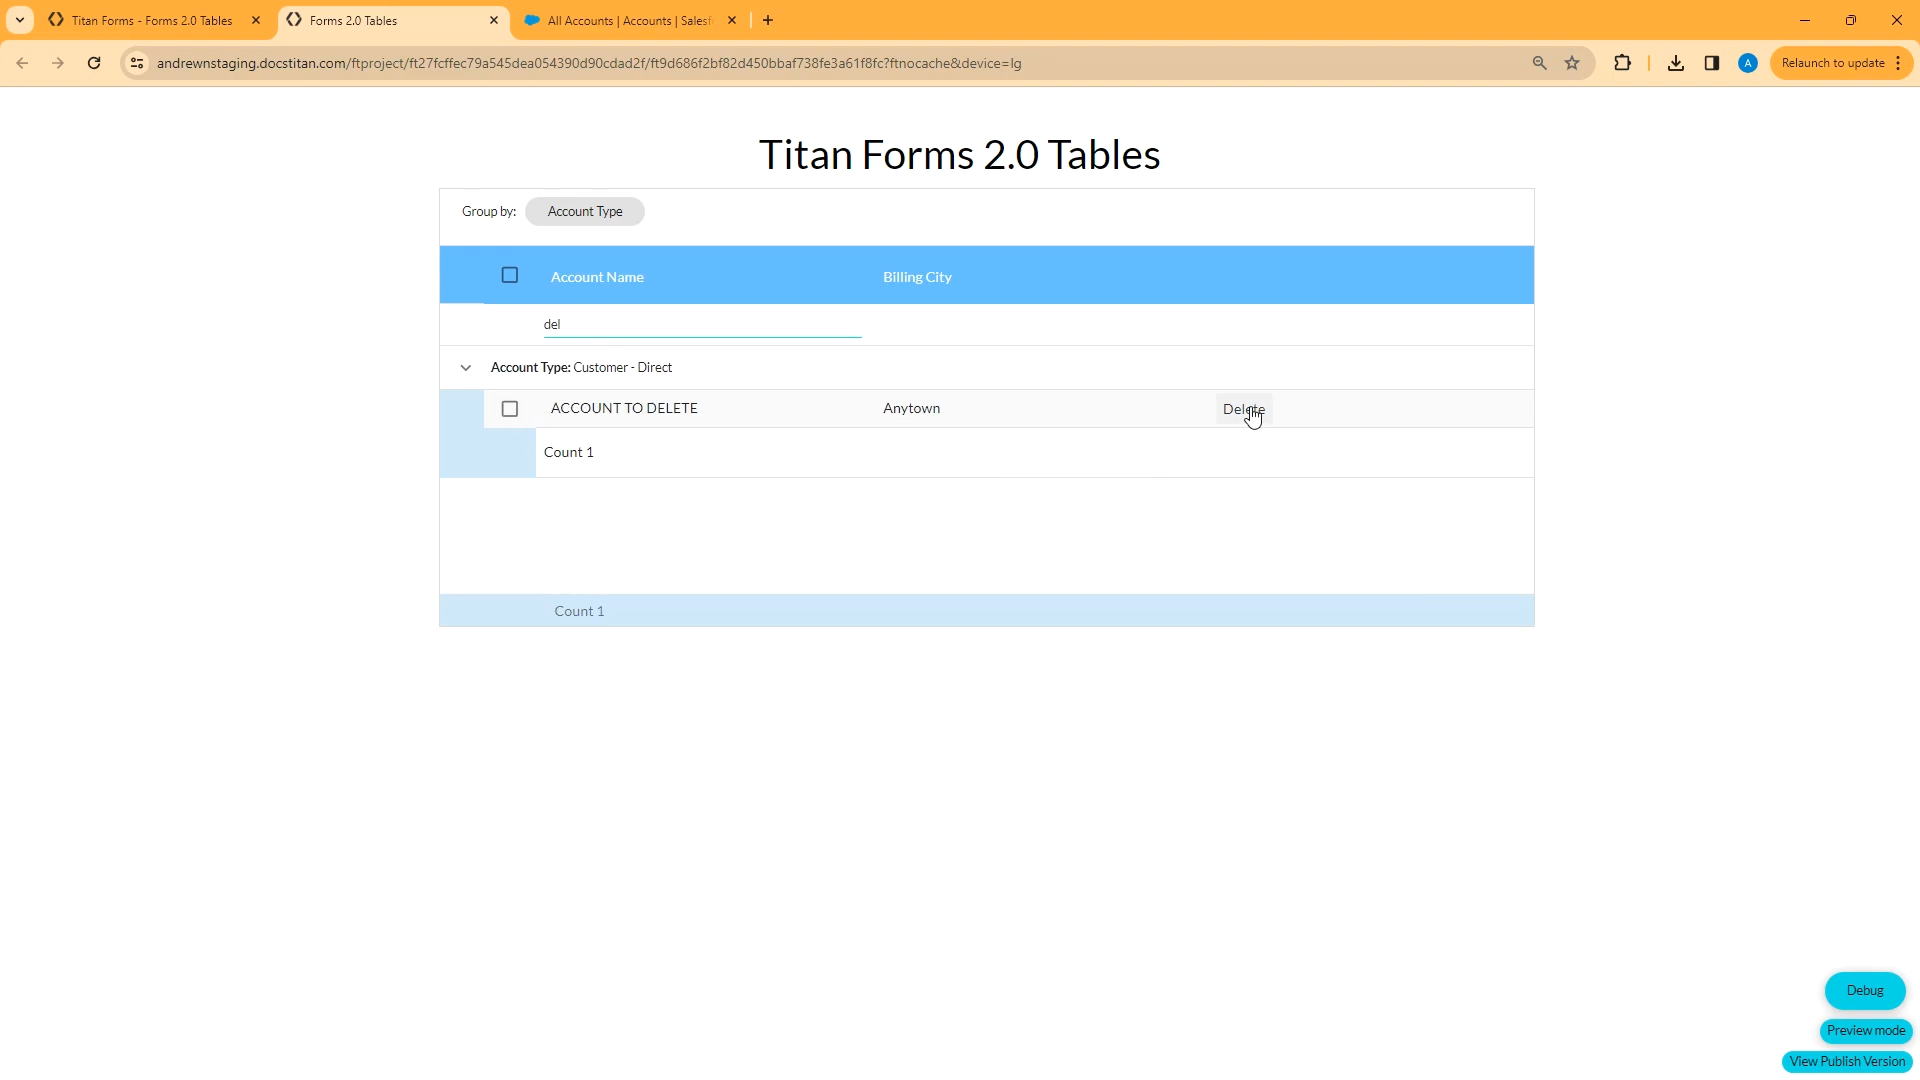 Titan Forms - Forms 2.0 Tables
Forms 2.0 Tables
All Accounts | Accounts | Salesf
andrewnstaging.docstitan.com/ftproject/ft27fcffec79a545dea054390d90cdad2f/ft9d686f2bf82d450bbaf738fe3a61f8fc?ftnocache&device=lg
A
Relaunch to update
Titan Forms 2.0 Tables
Group by: Account Type
Account Name Billing City
del
Account Type: Customer - Direct
ACCOUNT TO DELETE Anytown Delete
Count 1
Count 1
Debug
Preview mode
View Publish Version